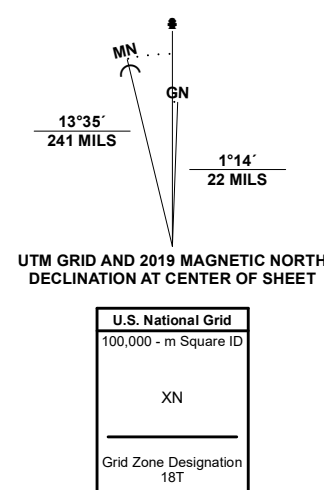 MN
GN
13°35´
241 MILS
1°14´
22 MILS
UTM GRID AND 2019 MAGNETIC NORTH
DECLINATION AT CENTER OF SHEET
U.S. National Grid
100,000 - m Square ID
XN
Grid Zone Designation
18T